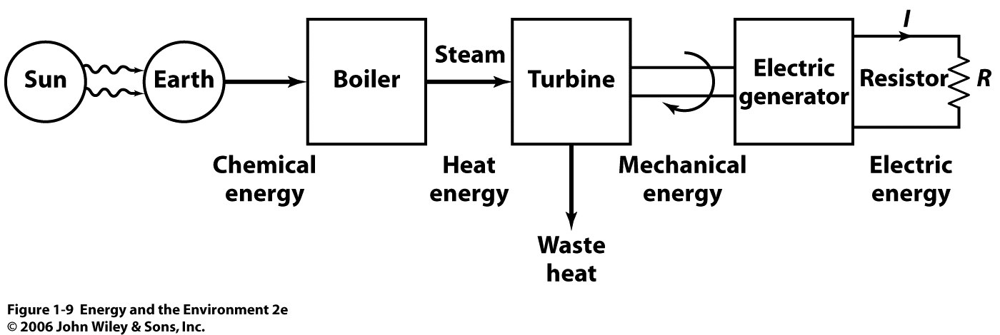 Sun
Earth
Chemical
energy
Boiler
Steam
Heat
energy
Turbine
Waste
heat
Mechanical
energy
Electric
generator
I
Resistor
R
Electric
energy
Figure 1-9 Energy and the Environment 2e
© 2006 John Wiley & Sons, Inc.